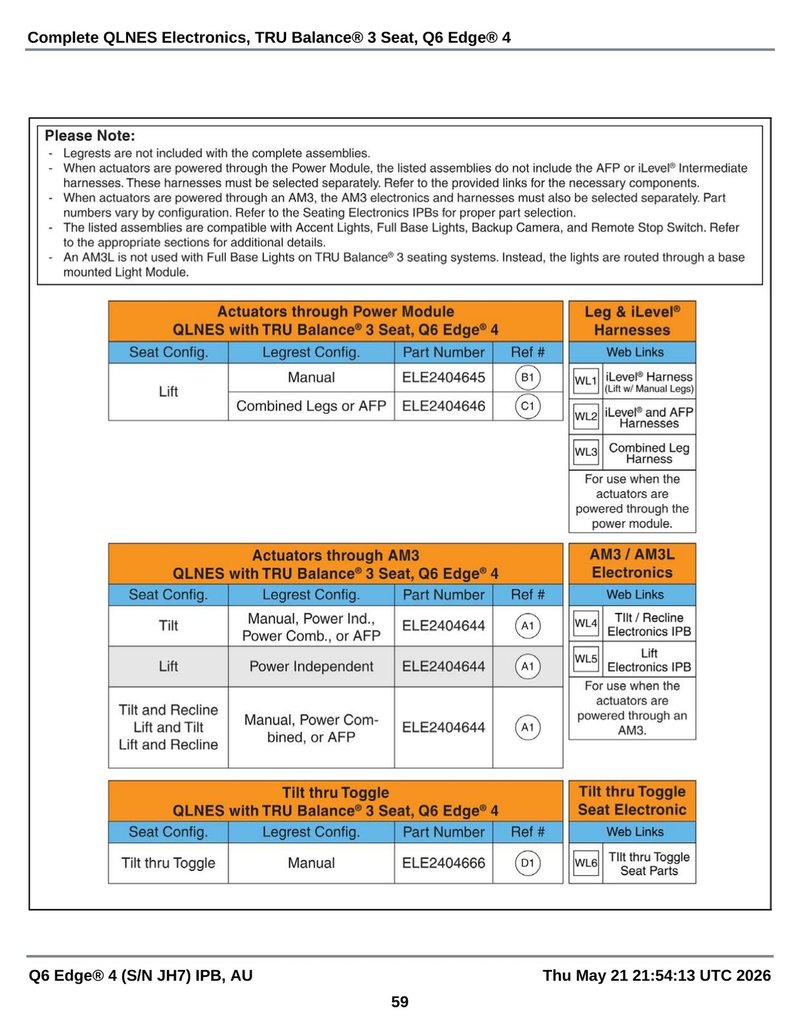 Complete QLNES Electronics, TRU Balance® 3 Seat, Q6 Edge® 4
Please Note:
- Legrests are not included with the complete assemblies.
- When actuators are powered through the Power Module, the listed assemblies do not include the AFP or iLevel® Intermediate
harnesses. These harnesses must be selected separately. Refer to the provided links for the necessary components.
- When actuators are powered through an AM3, the AM3 electronics and harnesses must also be selected separately. Part
numbers vary by configuration. Refer to the Seating Electronics IPBs for proper part selection.
- The listed assemblies are compatible with Accent Lights, Full Base Lights, Backup Camera, and Remote Stop Switch. Refer
to the appropriate sections for additional details.
- An AM3L is not used with Full Base Lights on TRU Balance® 3 seating systems. Instead, the lights are routed through a base
mounted Light Module.
Actuators through Power Module
QLNES with TRU Balance® 3 Seat, Q6 Edge® 4
Seat Config. Legrest Config. Part Number Ref #
Lift
Manual ELE2404645 B1
Combined Legs or AFP ELE2404646 C1
Leg & iLevel®
Harnesses
Web Links
WL1 iLevel® Harness
(Lift w/ Manual Legs)
WL2 iLevel® and AFP
Harnesses
WL3 Combined Leg
Harness
For use when the
actuators are
powered through the
power module.
Actuators through AM3
QLNES with TRU Balance® 3 Seat, Q6 Edge® 4
Seat Config. Legrest Config. Part Number Ref #
Tilt Manual, Power Ind.,
Power Comb., or AFP ELE2404644 A1
Lift Power Independent ELE2404644 A1
Tilt and Recline
Lift and Tilt
Lift and Recline
Manual, Power Com-
bined, or AFP ELE2404644 A1
AM3 / AM3L
Electronics
Web Links
WL4 TIlt / Recline
Electronics IPB
WL5 Lift
Electronics IPB
For use when the
actuators are
powered through an
AM3.
Tilt thru Toggle
QLNES with TRU Balance® 3 Seat, Q6 Edge® 4
Seat Config. Legrest Config. Part Number Ref #
Tilt thru Toggle Manual ELE2404666 D1
Tilt thru Toggle
Seat Electronic
Web Links
WL6 TIlt thru Toggle
Seat Parts
Q6 Edge® 4 (S/N JH7) IPB, AU Thu May 21 21:54:13 UTC 2026
59